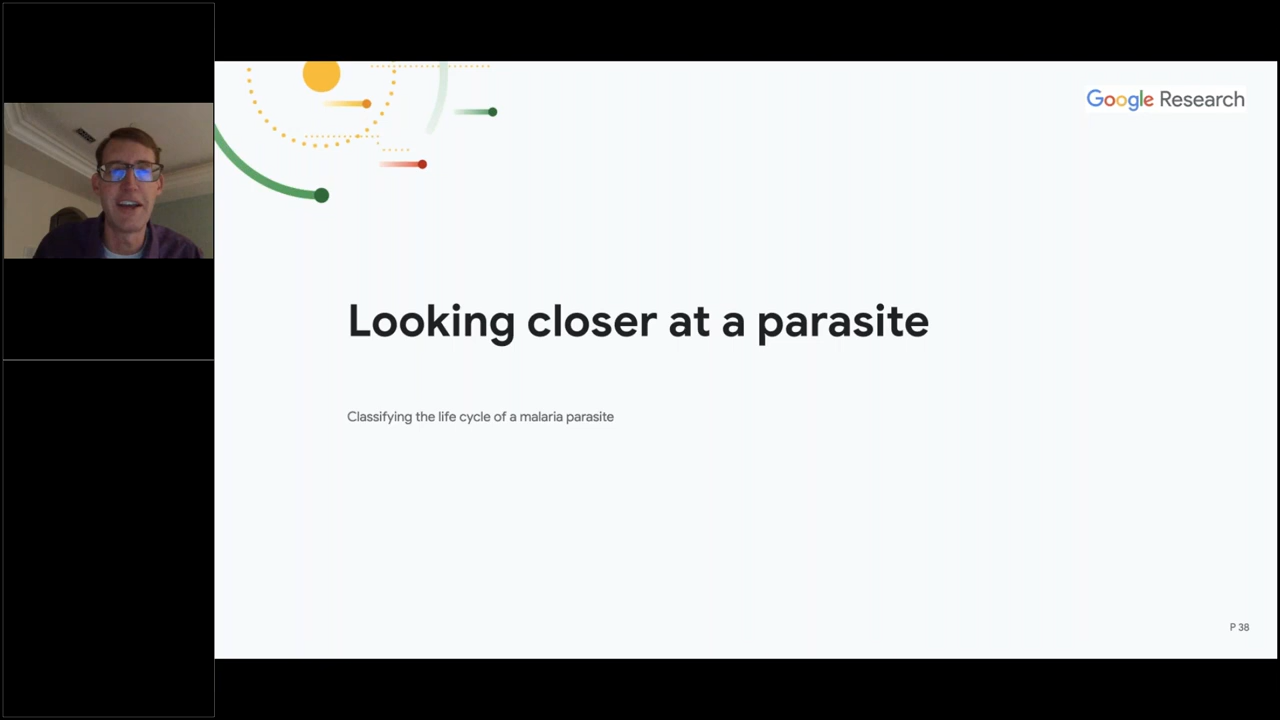 Google Research
Looking closer at a parasite
Classifying the life cycle of a malaria parasite
P 38